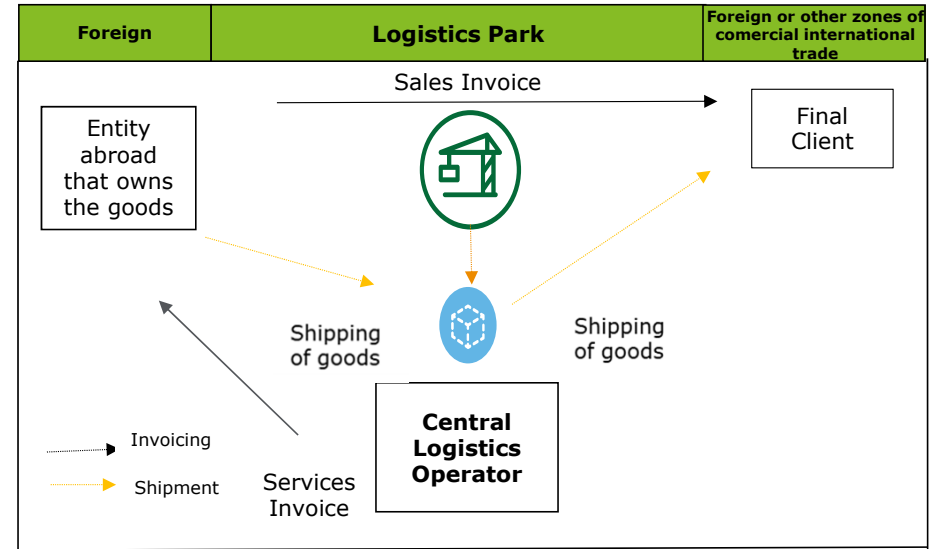 Foreign
Logistics Park
Foreign or other zones of
comercial international
trade
Sales Invoice
Entity
abroad
that owns
the goods
Final
Client
Shipping
of goods
Shipping
of goods
Central
Logistics
Operator
Invoicing
Shipment
Services
Invoice